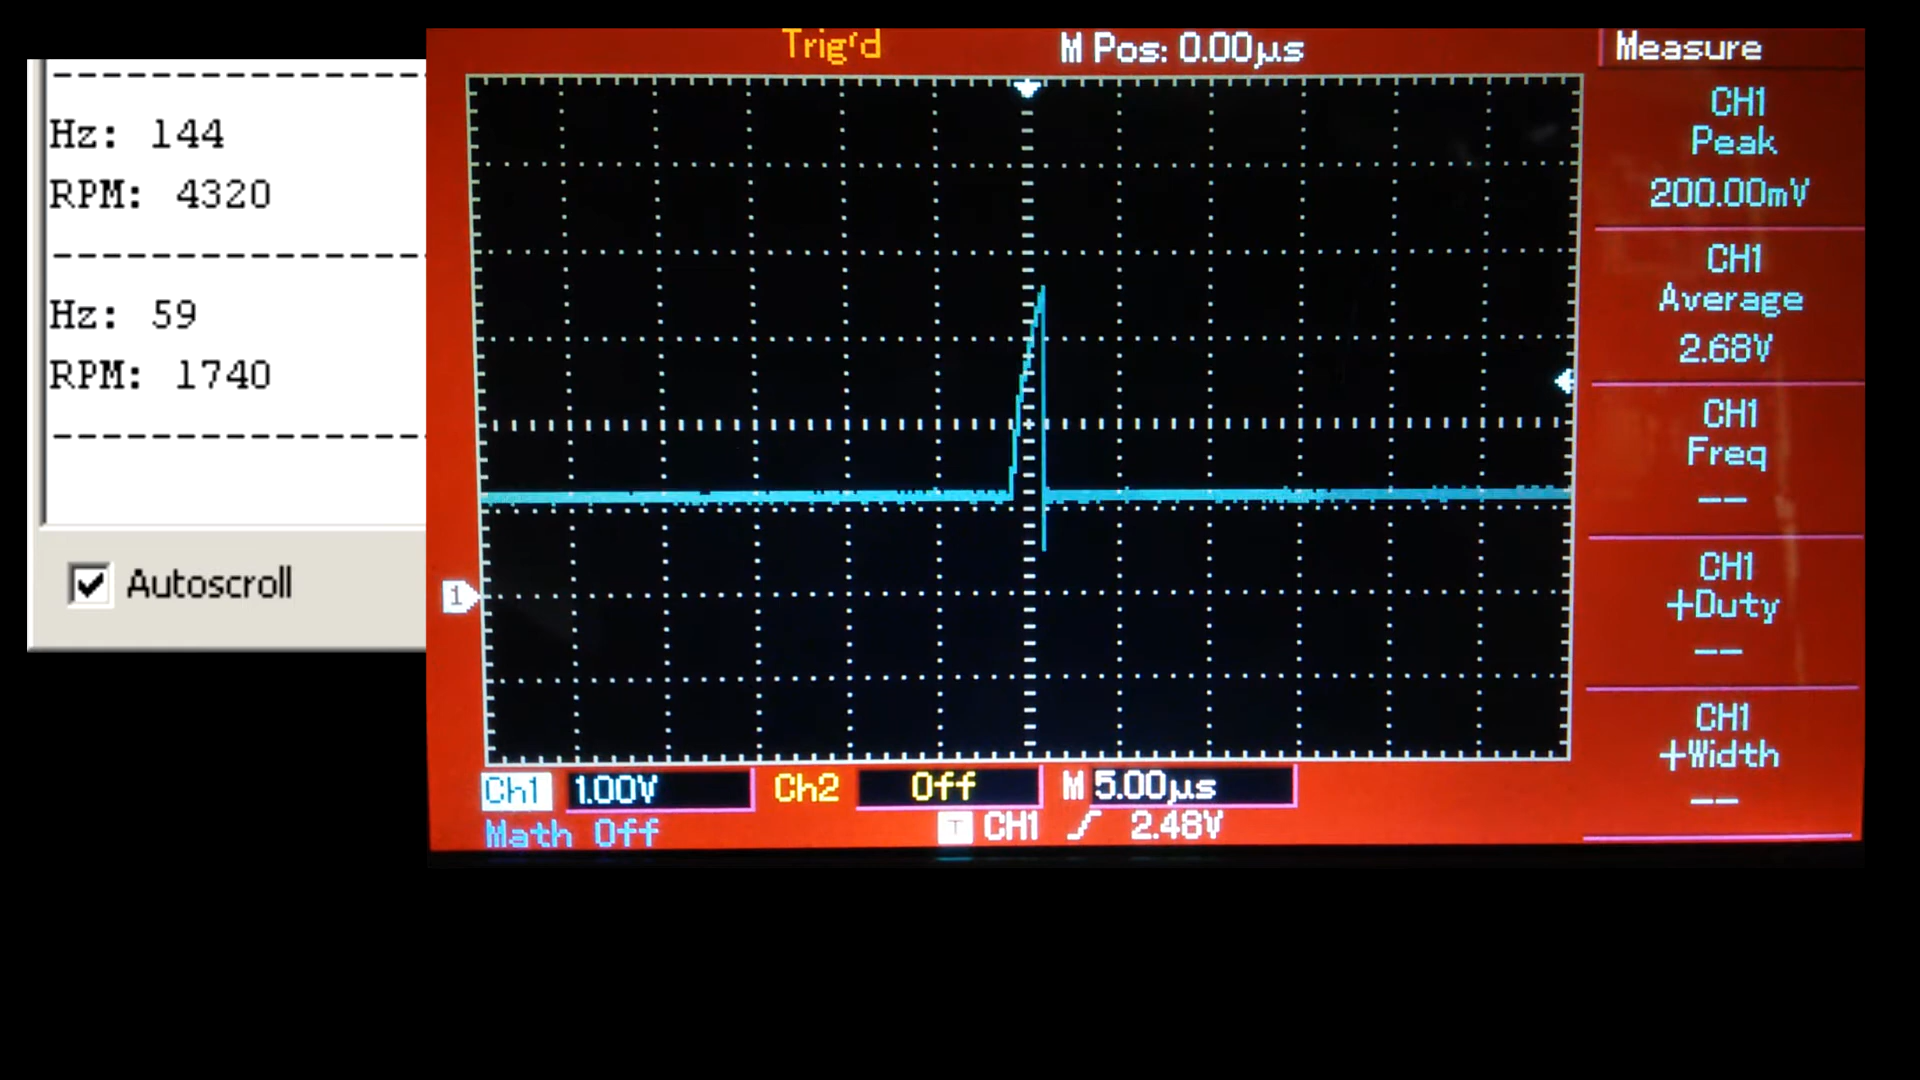 Hz: 144
RPM: 4320
Hz: 59
RPM: 1740
Autoscroll
Trig'd
M Pos: 0.00µs
Measure
CH1
Peak
200.00mV
CH1
Average
2.68V
CH1
Freq
--
CH1
+Duty
--
CH1
+Width
--
1
Ch1 1.00V Ch2 Off M 5.00µs
Math Off T CH1 2.48V